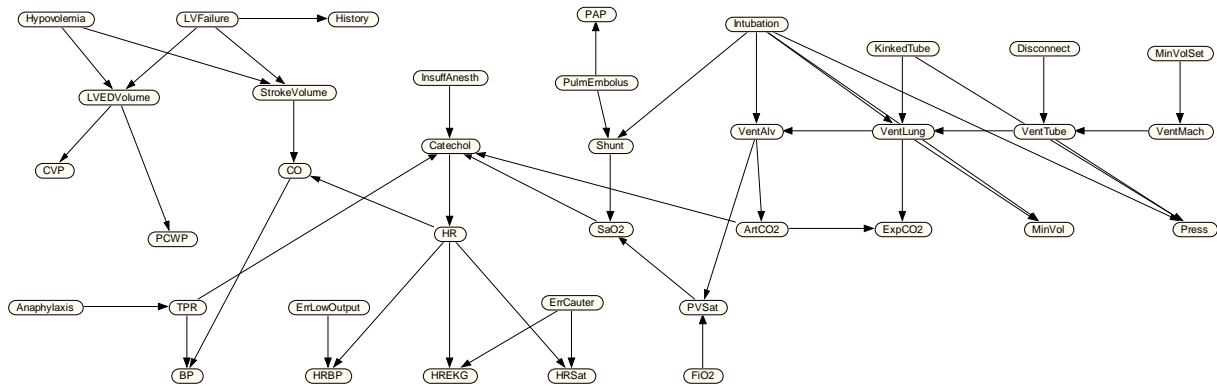 Hypovolemia
LVFailure
History
PAP
Intubation
KinkedTube
Disconnect
MinVolSet
InsuffAnesth
PulmEmbolus
LVEDVolume
StrokeVolume
Catechol
Shunt
VentAlv
VentLung
VentTube
VentMach
CVP
CO
PCWP
HR
SaO2
ArtCO2
ExpCO2
MinVol
Press
Anaphylaxis
TPR
ErrLowOutput
ErrCauter
PVSat
BP
HRBP
HREKG
HRSat
FiO2